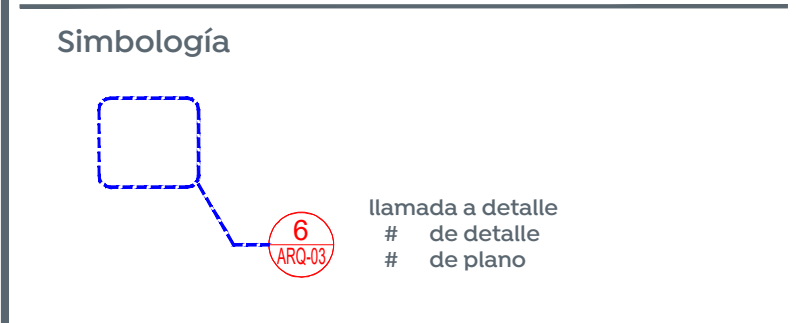 Simbología
6
ARQ-03
llamada a detalle
# de detalle
# de plano